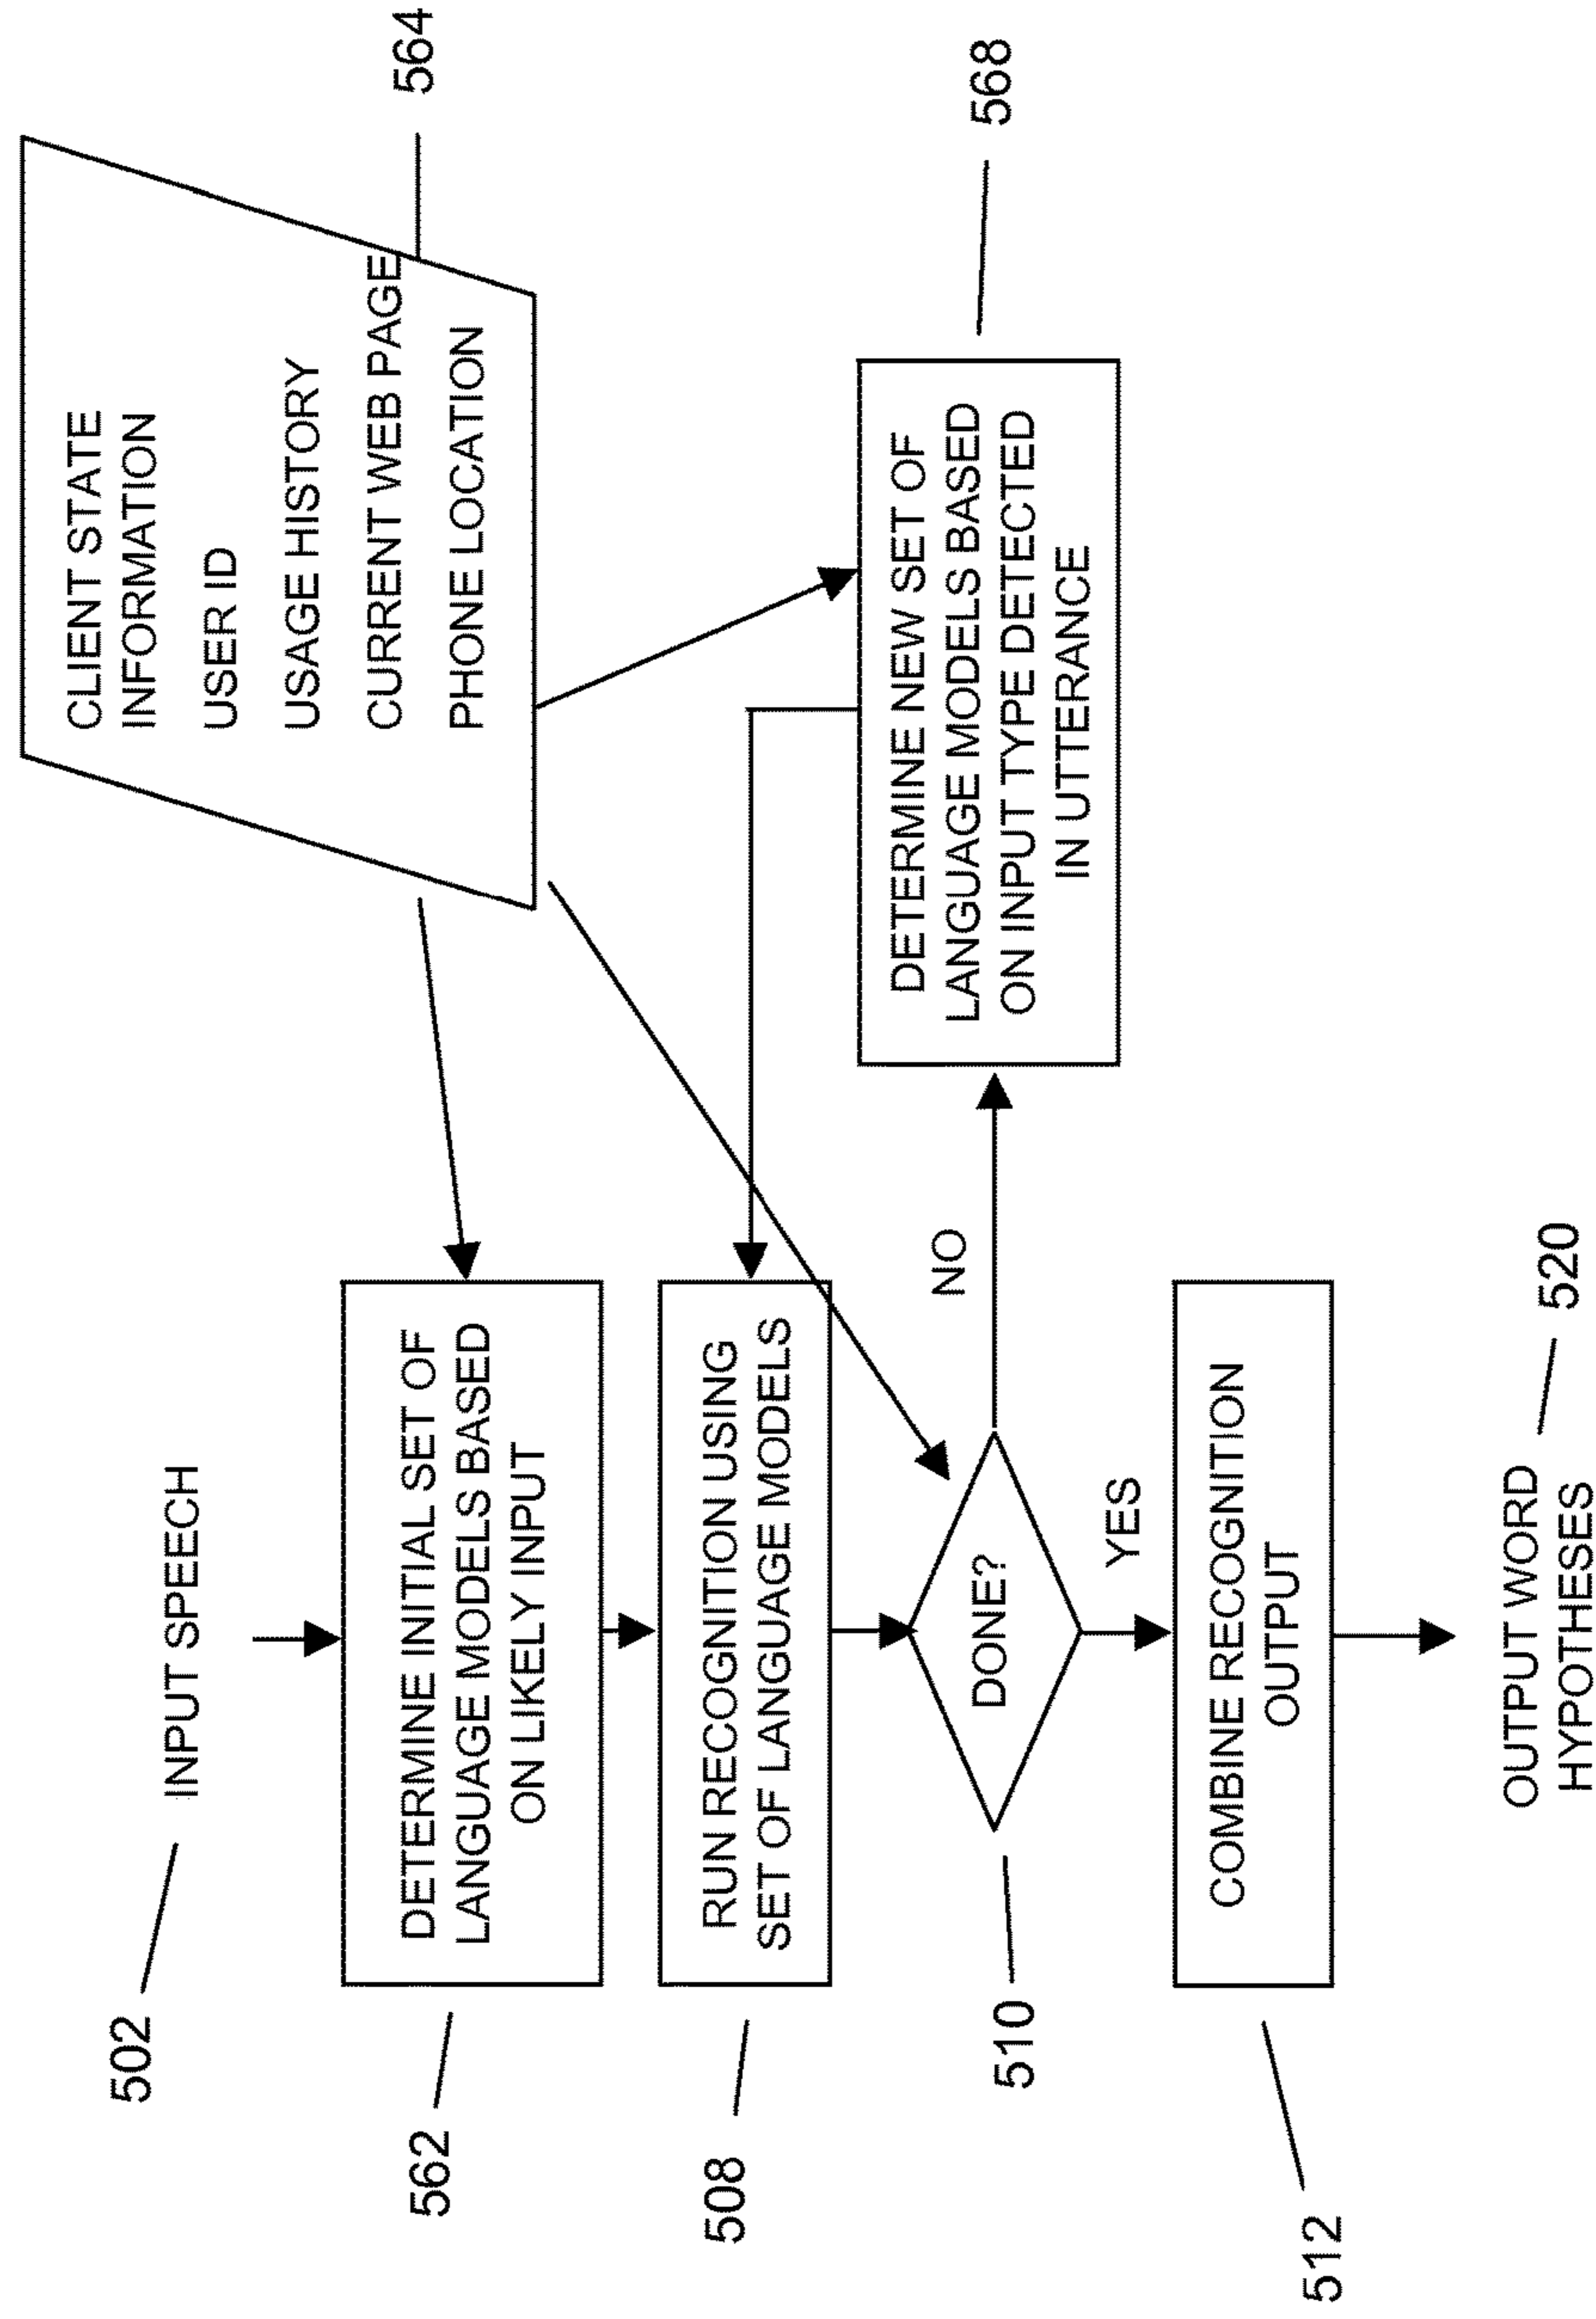 564
CLIENT STATE
INFORMATION
USER ID
USAGE HISTORY
CURRENT WEB PAGE
PHONE LOCATION
502
INPUT SPEECH
562
DETERMINE INITIAL SET OF
LANGUAGE MODELS BASED
ON LIKELY INPUT
508
RUN RECOGNITION USING
SET OF LANGUAGE MODELS
568
DETERMINE NEW SET OF
LANGUAGE MODELS BASED
ON INPUT TYPE DETECTED
IN UTTERANCE
510
DONE?
NO
YES
512
COMBINE RECOGNITION
OUTPUT
OUTPUT WORD
HYPOTHESES
520